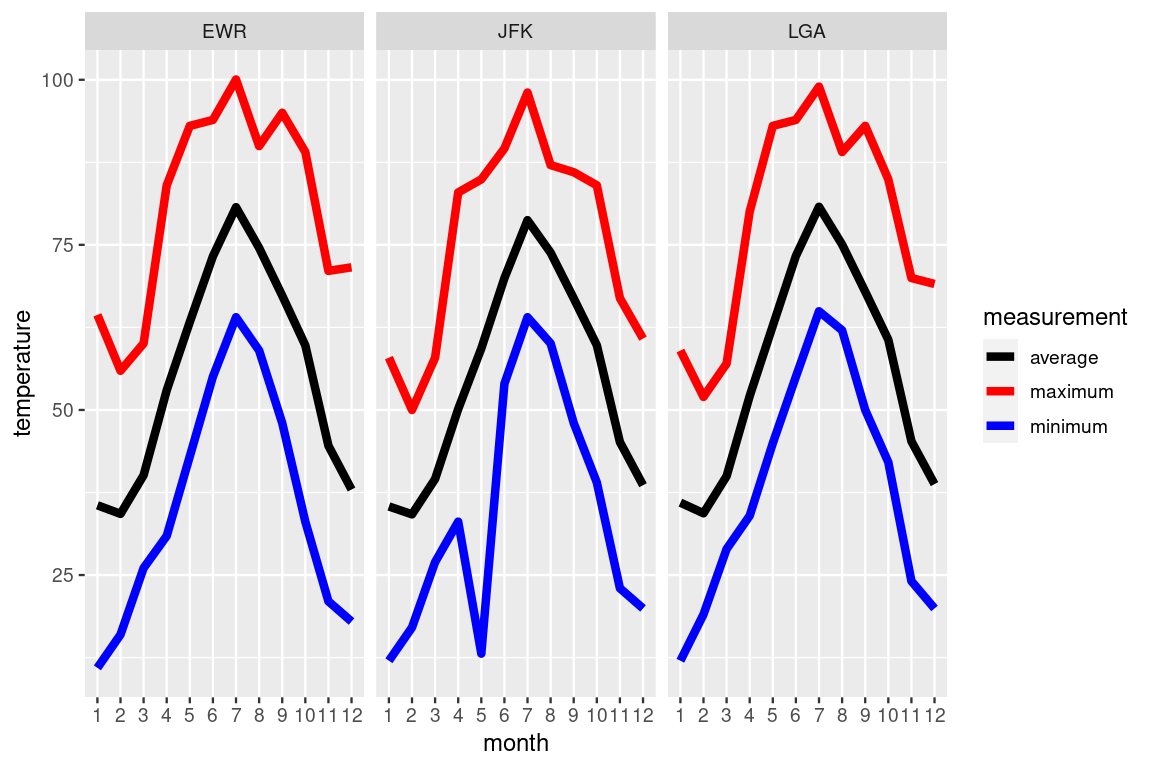 EWR JFK LGA
100
75
50
25
temperature
1 2 3 4 5 6 7 8 9 10 11 12 1 2 3 4 5 6 7 8 9 10 11 12 1 2 3 4 5 6 7 8 9 10 11 12
month
measurement
average
maximum
minimum